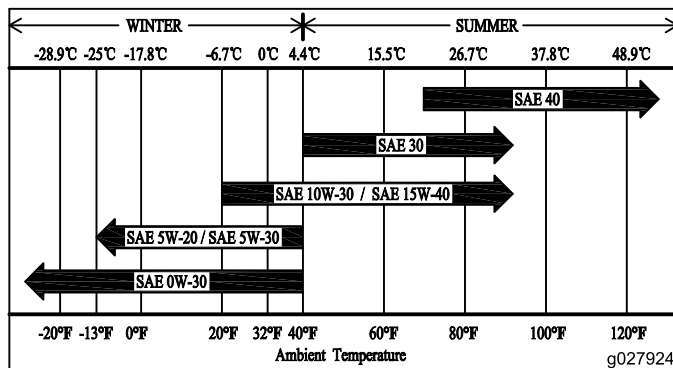 WINTER SUMMER
-28.9℃ -25℃ -17.8℃ -6.7℃ 0℃ 4.4℃ 15.5℃ 26.7℃ 37.8℃ 48.9℃
SAE 40
SAE 30
SAE 10W-30 / SAE 15W-40
SAE 5W-20 / SAE 5W-30
SAE 0W-30
-20°F -13°F 0°F 20°F 32°F 40°F 60°F 80°F 100°F 120°F
Ambient Temperature
g027924